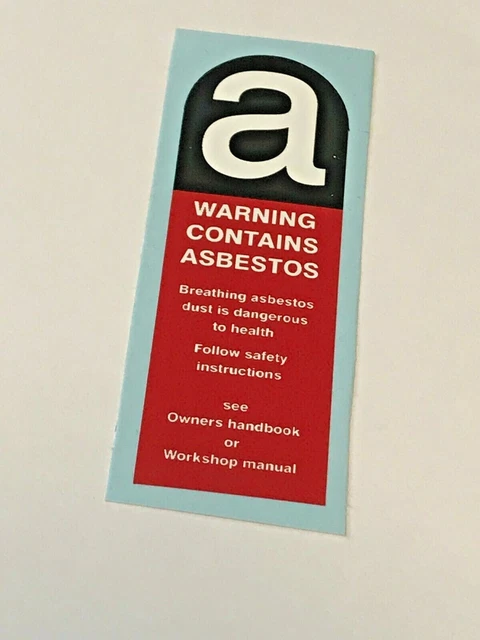 a
WARNING
CONTAINS
ASBESTOS
Breathing asbestos
dust is dangerous
to health
Follow safety
instructions
see
Owners handbook
or
Workshop manual